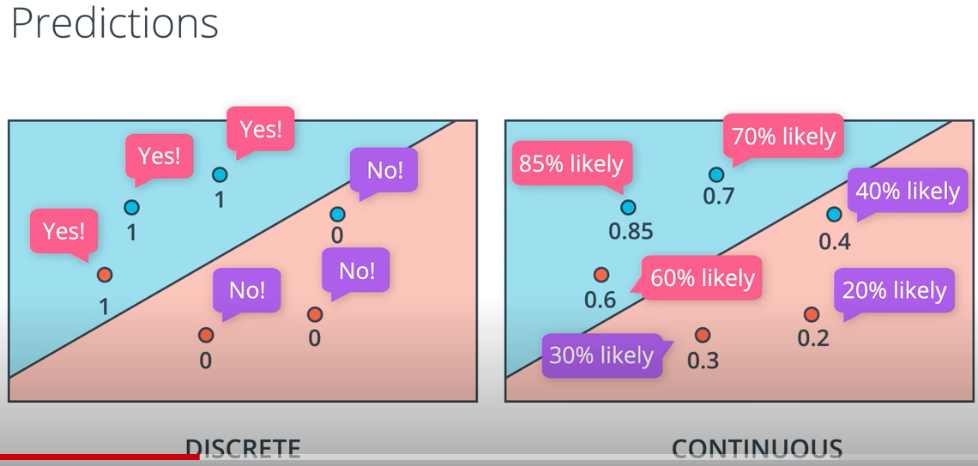 Predictions
Yes!
1
Yes!
1
Yes!
1
No!
0
No!
0
No!
0
DISCRETE
85% likely
0.85
70% likely
0.7
40% likely
0.4
60% likely
0.6
20% likely
0.2
30% likely
0.3
CONTINUOUS